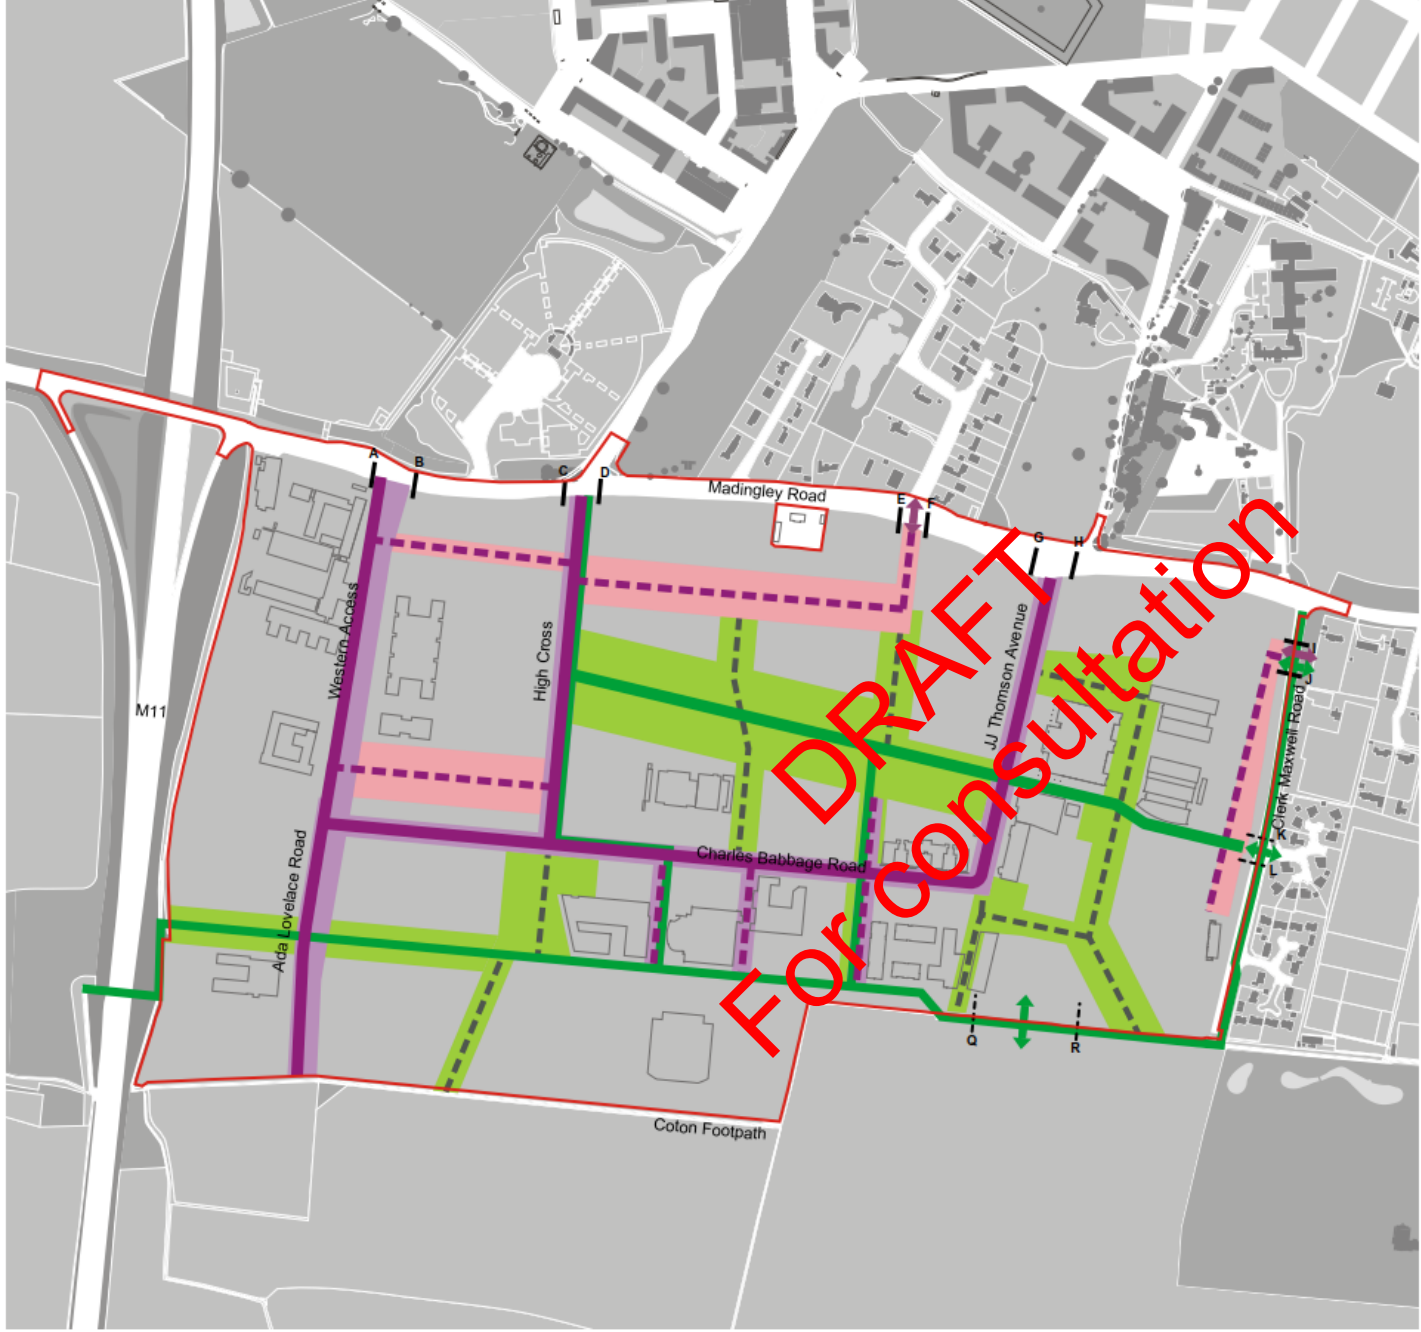 A
B
C
D
Madingley Road
E
F
G
H
I
J
K
L
Q
R
M11
Western Access
High Cross
JJ Thomson Avenue
Clerk Maxwell Road
Charles Babbage Road
Ada Lovelace Road
Coton Footpath
DRAFT
For consultation